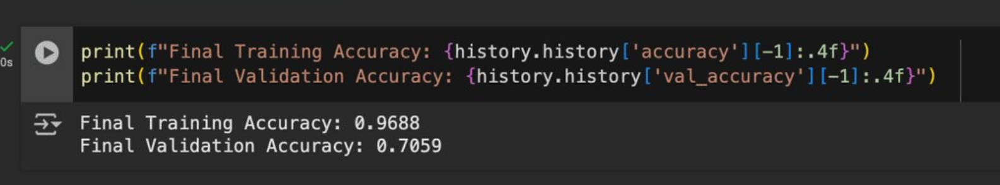 0s
print(f"Final Training Accuracy: {history.history['accuracy'][-1]:.4f}")
print(f"Final Validation Accuracy: {history.history['val_accuracy'][-1]:.4f}")
Final Training Accuracy: 0.9688
Final Validation Accuracy: 0.7059